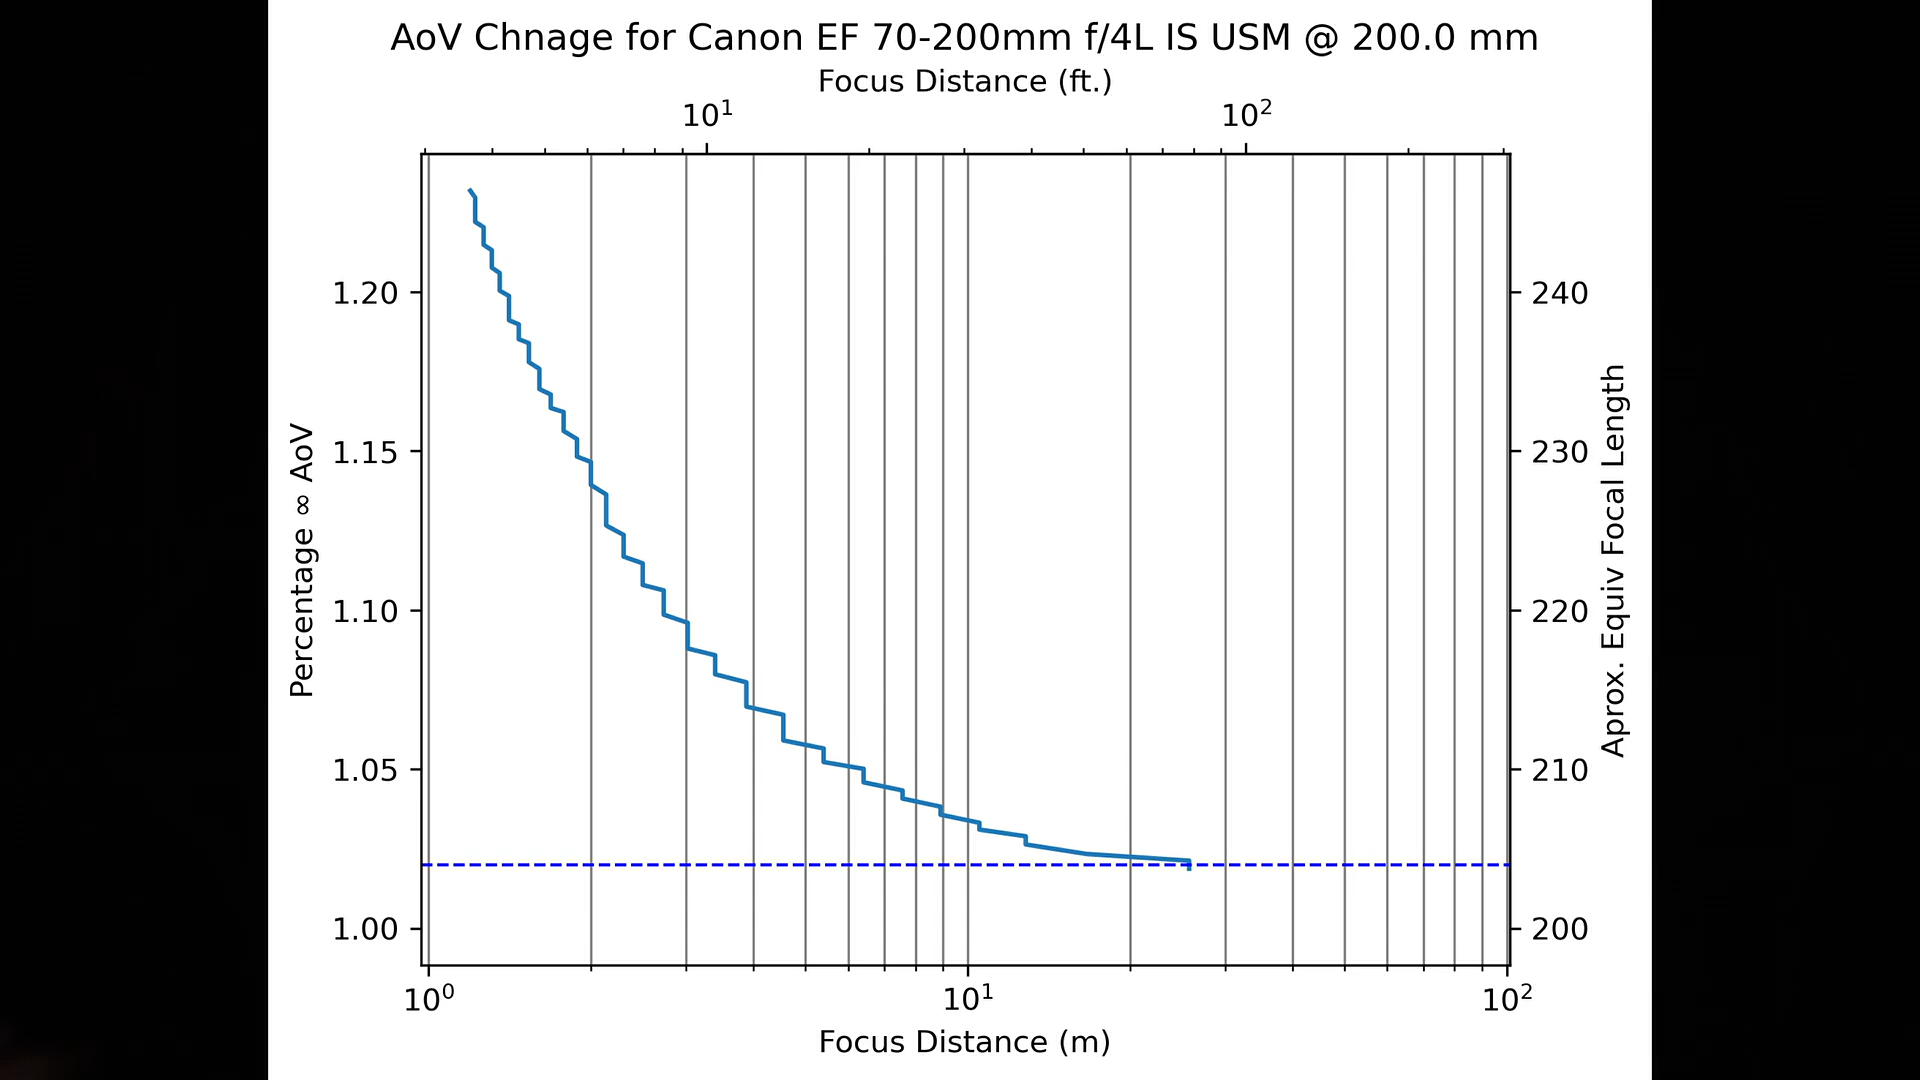 AoV Chnage for Canon EF 70-200mm f/4L IS USM @ 200.0 mm
Focus Distance (ft.)
10¹ 10²
1.20
1.15
1.10
1.05
1.00
Percentage ∞ AoV
240
230
220
210
200
Aprox. Equiv Focal Length
10⁰ 10¹ 10²
Focus Distance (m)